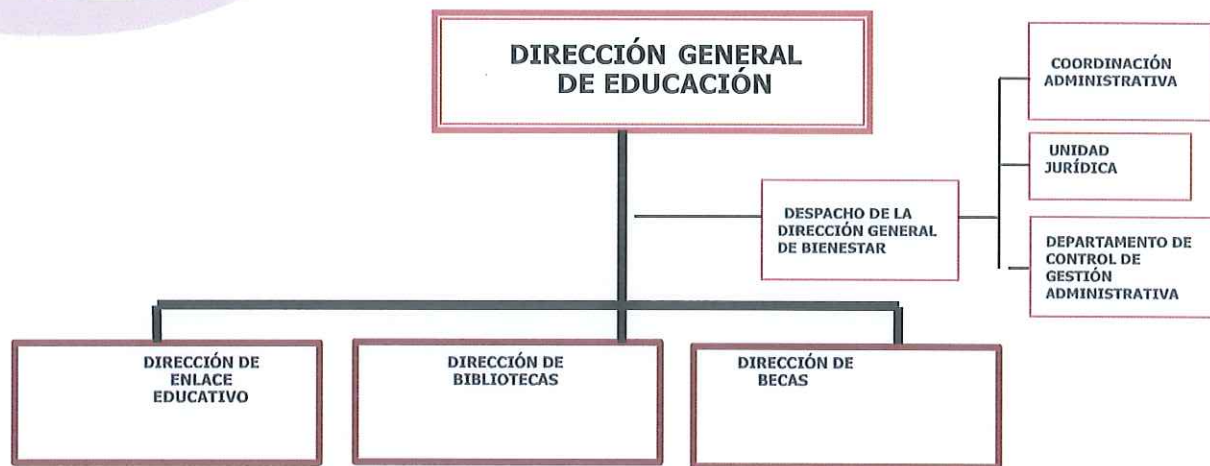 DIRECCIÓN GENERAL
DE EDUCACIÓN
COORDINACIÓN
ADMINISTRATIVA
UNIDAD
JURÍDICA
DESPACHO DE LA
DIRECCIÓN GENERAL
DE BIENESTAR
DEPARTAMENTO DE
CONTROL DE
GESTIÓN
ADMINISTRATIVA
DIRECCIÓN DE
ENLACE
EDUCATIVO
DIRECCIÓN DE
BIBLIOTECAS
DIRECCIÓN DE
BECAS